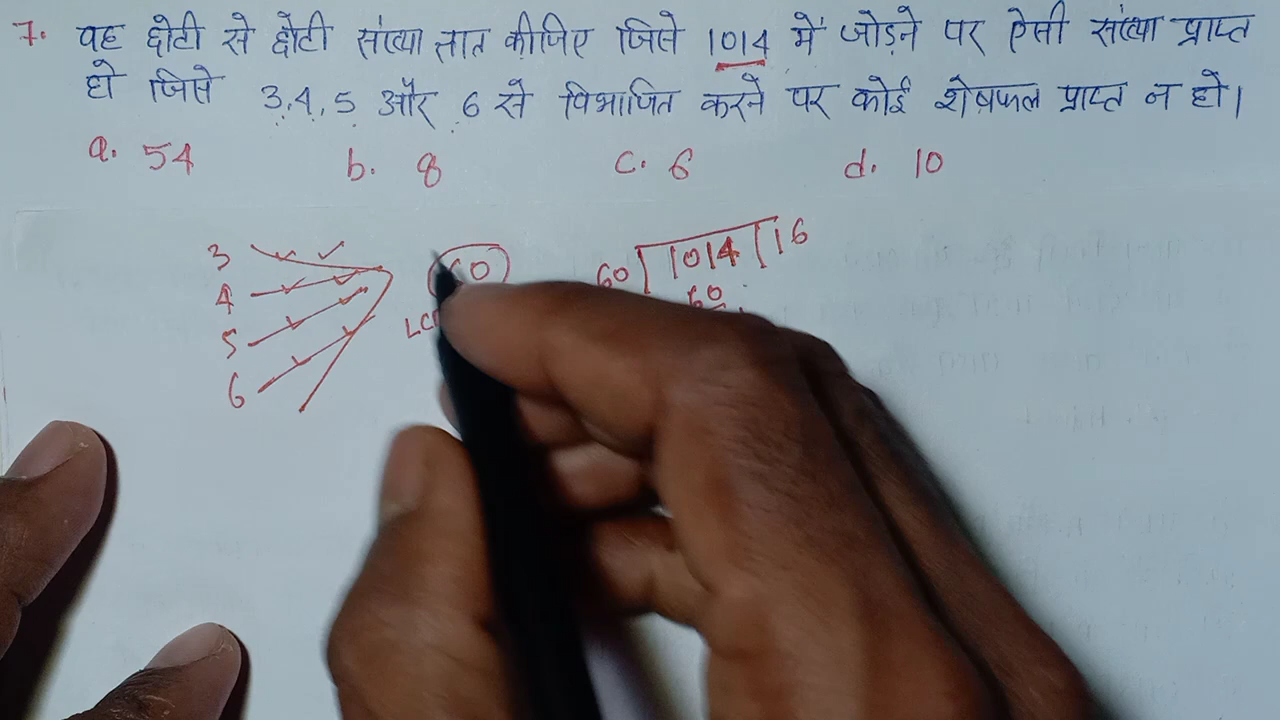 7. वह छोटी से छोटी संख्या ज्ञात कीजिए जिसे 1014 में जोड़ने पर ऐसी संख्या प्राप्त
हो जिसे 3,4,5 और 6 से विभाजित करने पर कोई शेषफल प्राप्त न हो।
a. 54 b. 8 c. 6 d. 10
3
4
5
6
60
60 1014 16
60